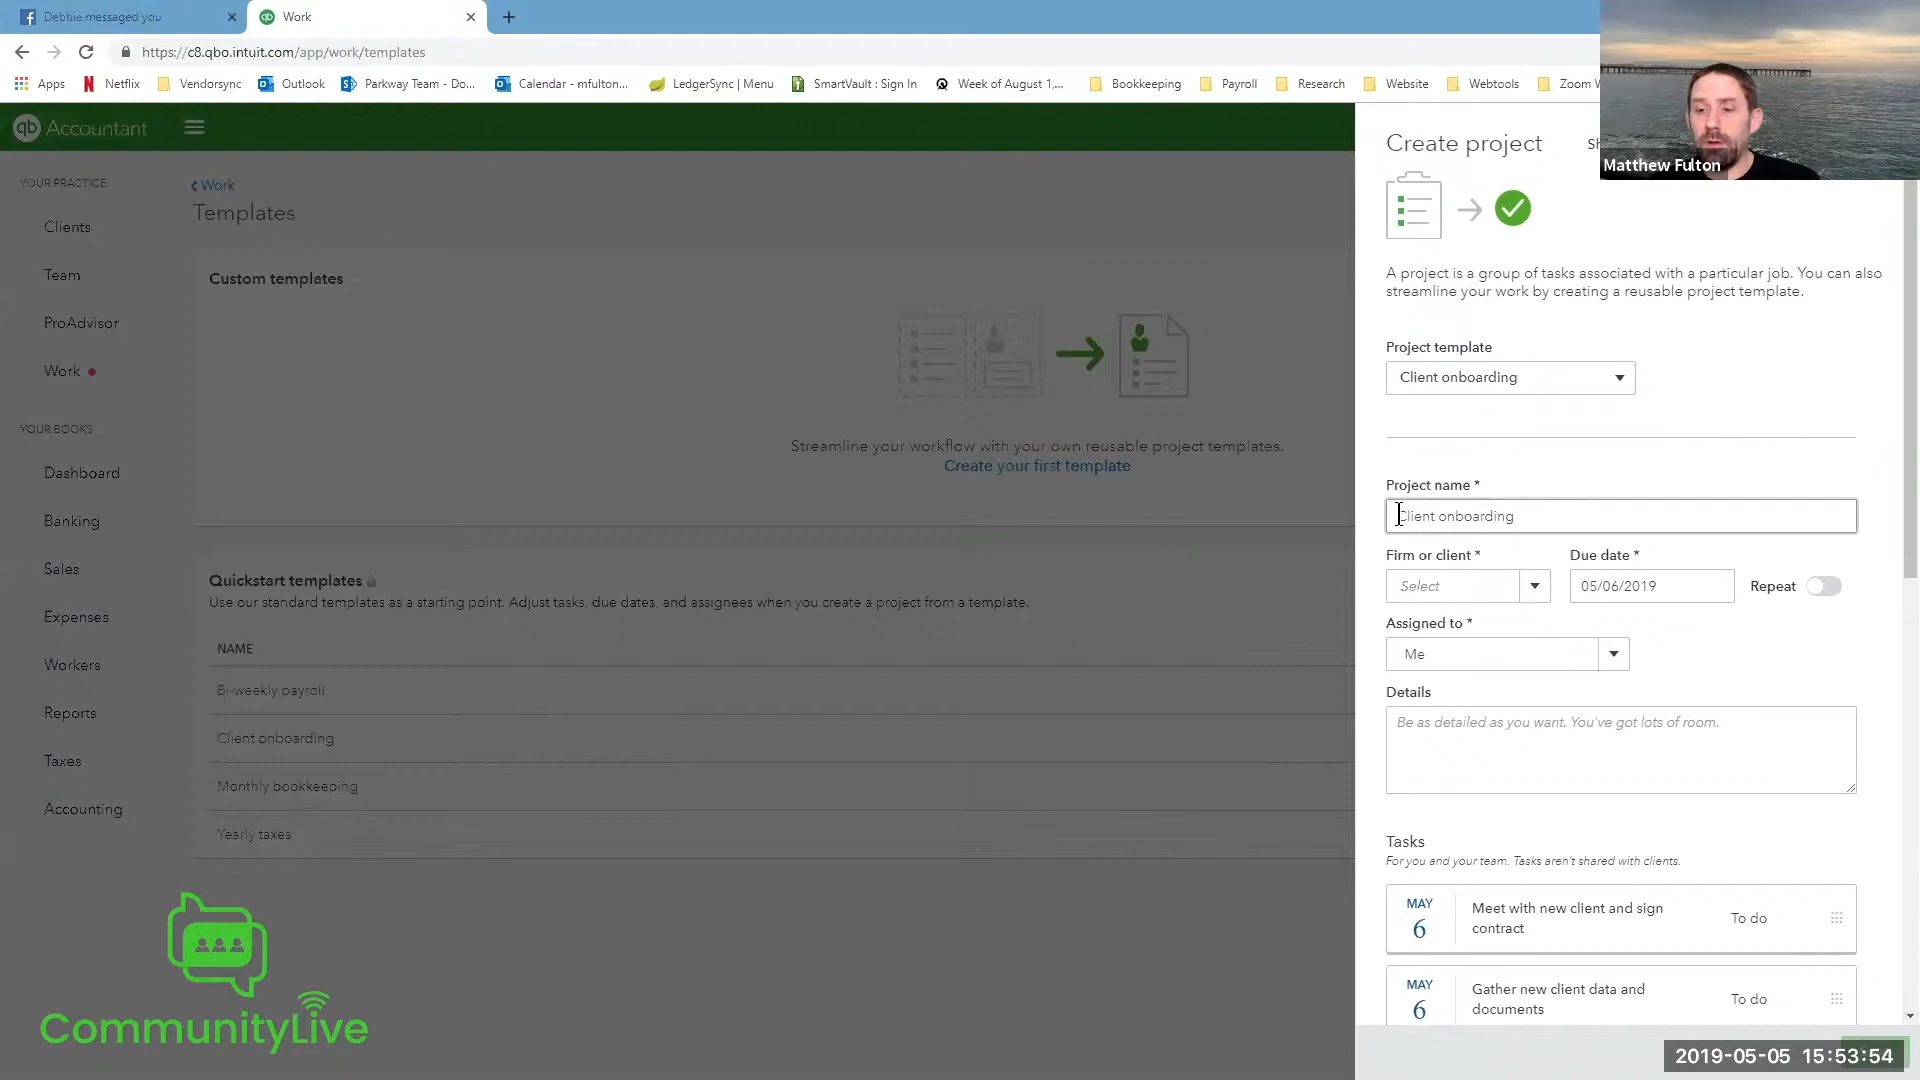 Debbie messaged you
Work
https://c8.qbo.intuit.com/app/work/templates
Apps
Netflix
Vendorsync
Outlook
Parkway Team - Do...
Calendar - mfulton...
LedgerSync | Menu
SmartVault : Sign In
Week of August 1,...
Bookkeeping
Payroll
Research
Website
Webtools
Zoom
Matthew Fulton
qb Accountant
YOUR PRACTICE
Clients
Team
ProAdvisor
Work
YOUR BOOKS
Dashboard
Banking
Sales
Expenses
Workers
Reports
Taxes
Accounting
Work
Templates
Custom templates
Streamline your workflow with your own reusable project templates.
Create your first template
Quickstart templates
Use our standard templates as a starting point. Adjust tasks, due dates, and assignees when you create a project from a template.
NAME
Bi-weekly payroll
Client onboarding
Monthly bookkeeping
Yearly taxes
Create project
A project is a group of tasks associated with a particular job. You can also
streamline your work by creating a reusable project template.
Project template
Client onboarding
Project name *
Client onboarding
Firm or client *
Due date *
Select
05/06/2019
Repeat
Assigned to *
Me
Details
Be as detailed as you want. You've got lots of room.
Tasks
For you and your team. Tasks aren't shared with clients.
MAY
6
Meet with new client and sign
contract
To do
MAY
6
Gather new client data and
documents
To do
CommunityLive
2019-05-05 15:53:54